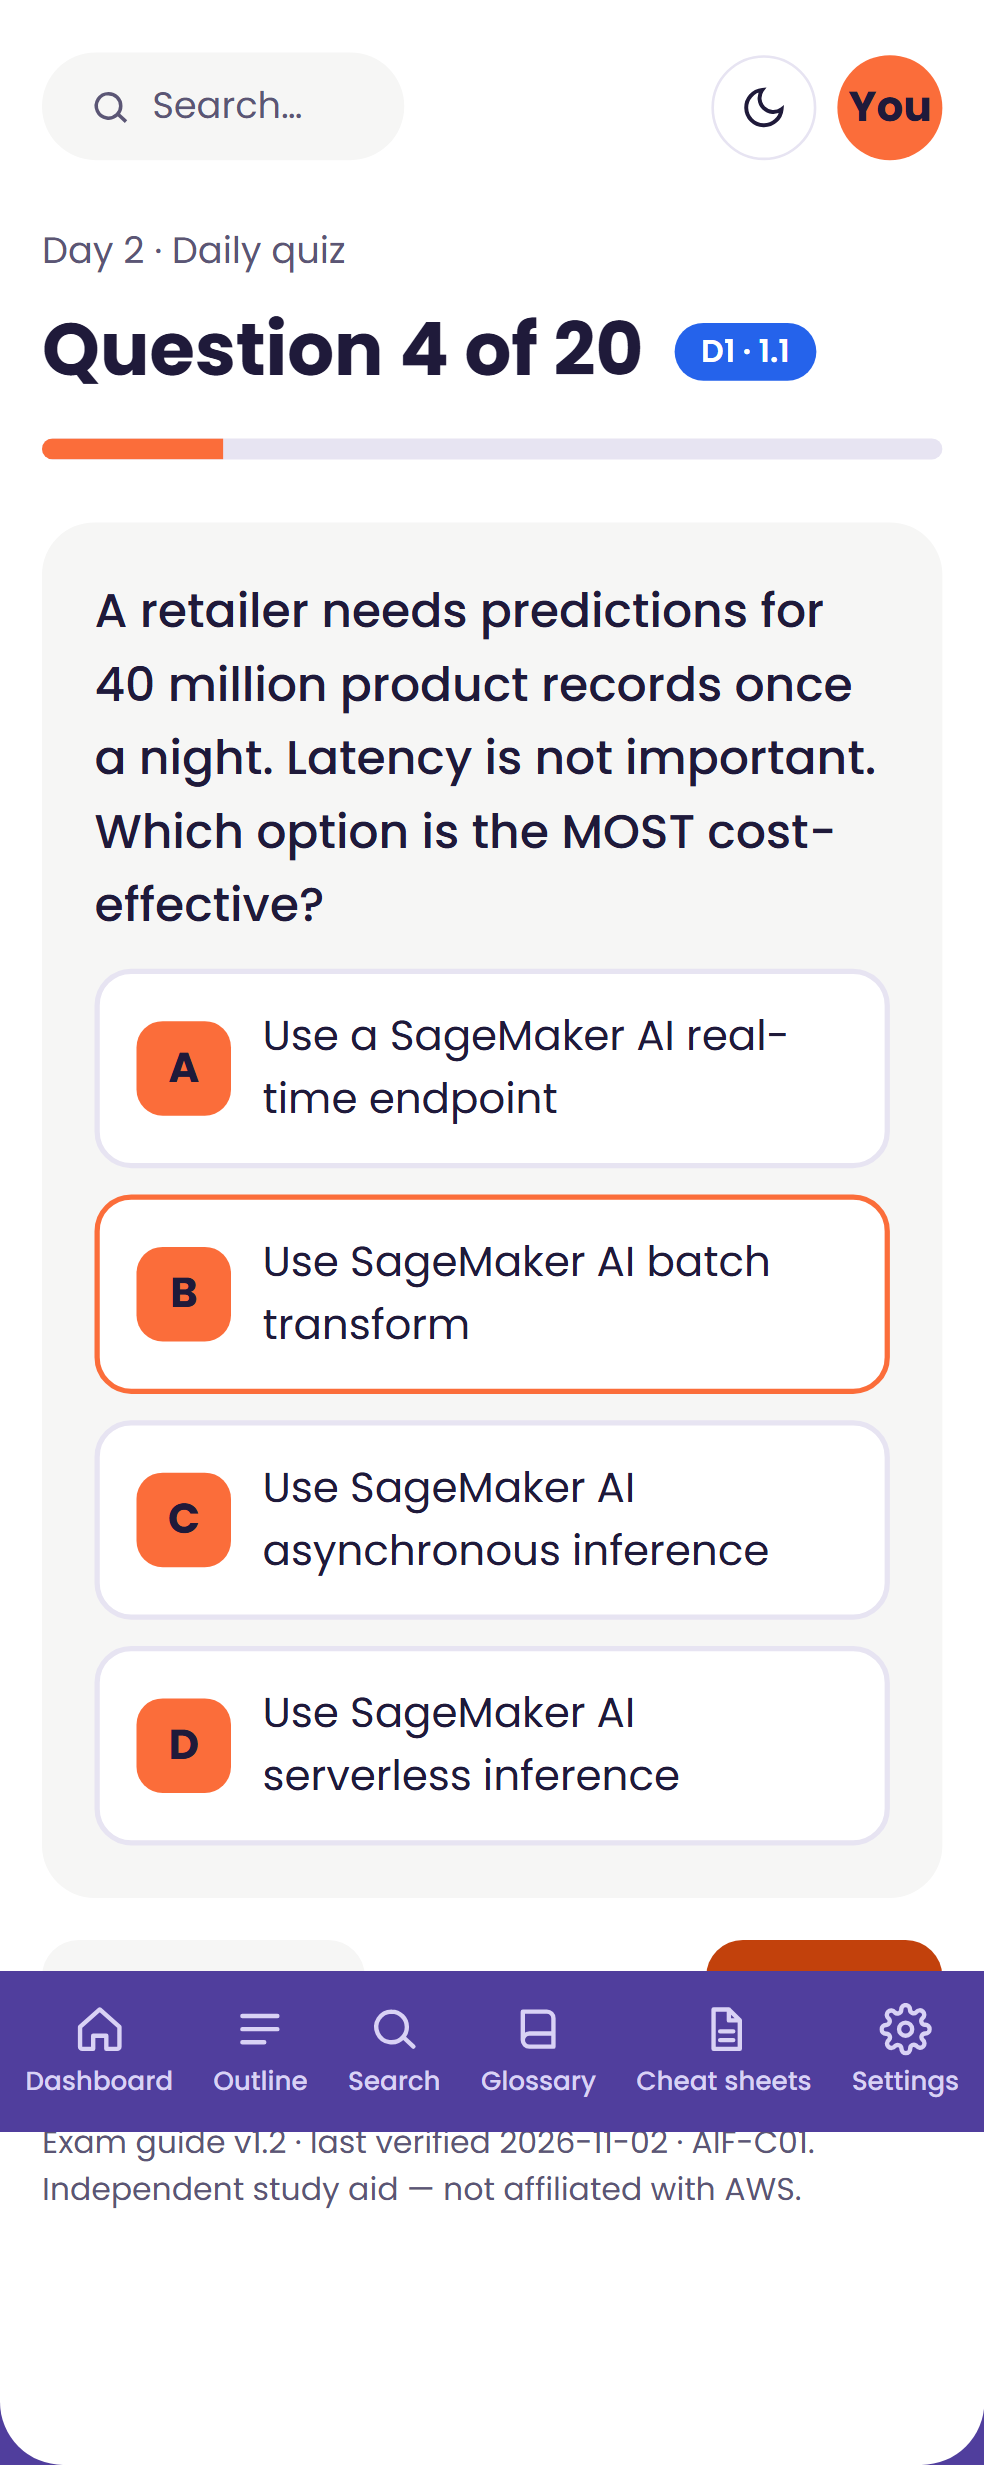 Search...
You
Day 2 · Daily quiz
Question 4 of 20
D1 · 1.1
A retailer needs predictions for
40 million product records once
a night. Latency is not important.
Which option is the MOST cost-
effective?
A
Use a SageMaker AI real-
time endpoint
B
Use SageMaker AI batch
transform
C
Use SageMaker AI
asynchronous inference
D
Use SageMaker AI
serverless inference
Dashboard
Outline
Search
Glossary
Cheat sheets
Settings
Exam guide v1.2 · last verified 2026-11-02 · AIF-C01.
Independent study aid — not affiliated with AWS.